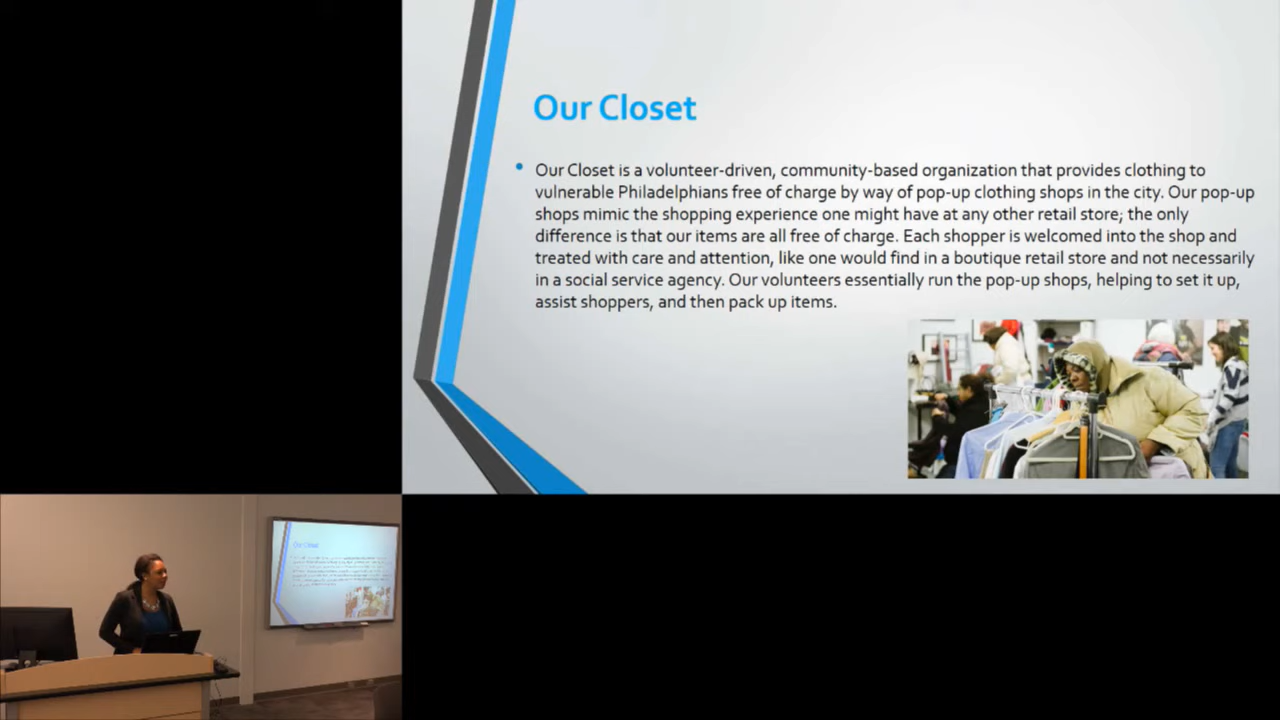 Our Closet
Our Closet is a volunteer-driven, community-based organization that provides clothing to
vulnerable Philadelphians free of charge by way of pop-up clothing shops in the city. Our pop-up
shops mimic the shopping experience one might have at any other retail store; the only
difference is that our items are all free of charge. Each shopper is welcomed into the shop and
treated with care and attention, like one would find in a boutique retail store and not necessarily
in a social service agency. Our volunteers essentially run the pop-up shops, helping to set it up,
assist shoppers, and then pack up items.
Our Closet